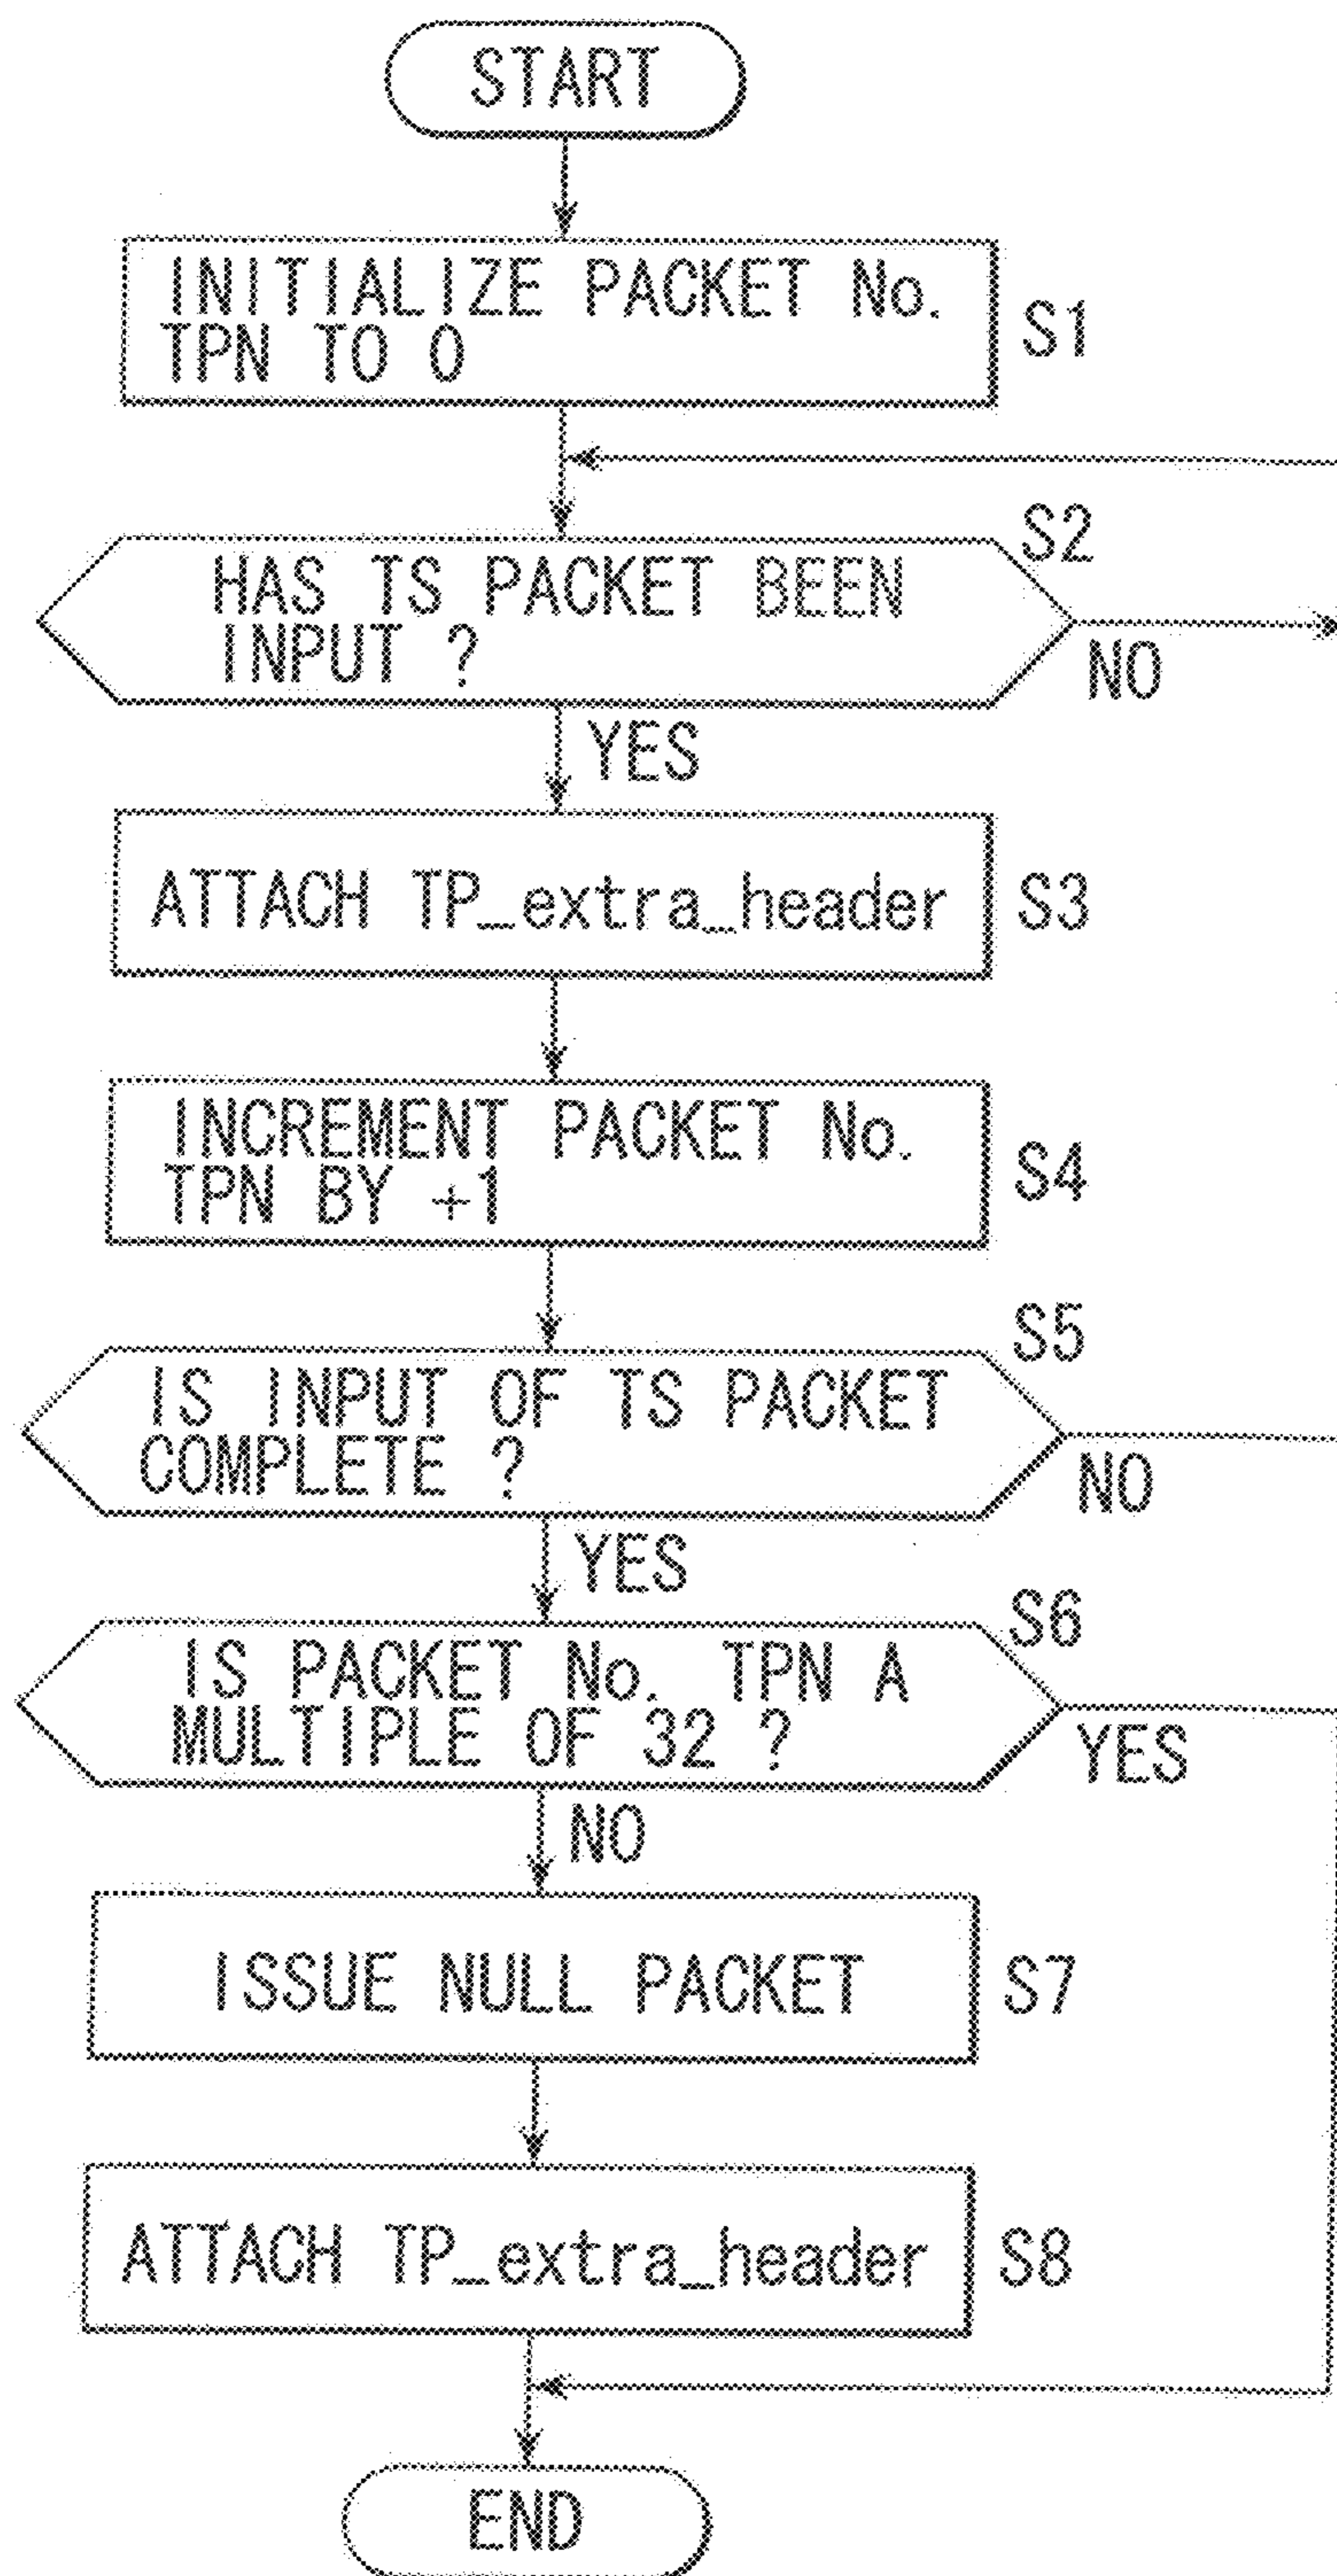 START
INITIALIZE PACKET No.
TPN TO 0
S1
S2
HAS TS PACKET BEEN
INPUT ?
NO
YES
ATTACH TP_extra_header
S3
INCREMENT PACKET No.
TPN BY +1
S4
S5
IS INPUT OF TS PACKET
COMPLETE ?
NO
YES
S6
IS PACKET No. TPN A
MULTIPLE OF 32 ?
YES
NO
ISSUE NULL PACKET
S7
ATTACH TP_extra_header
S8
END